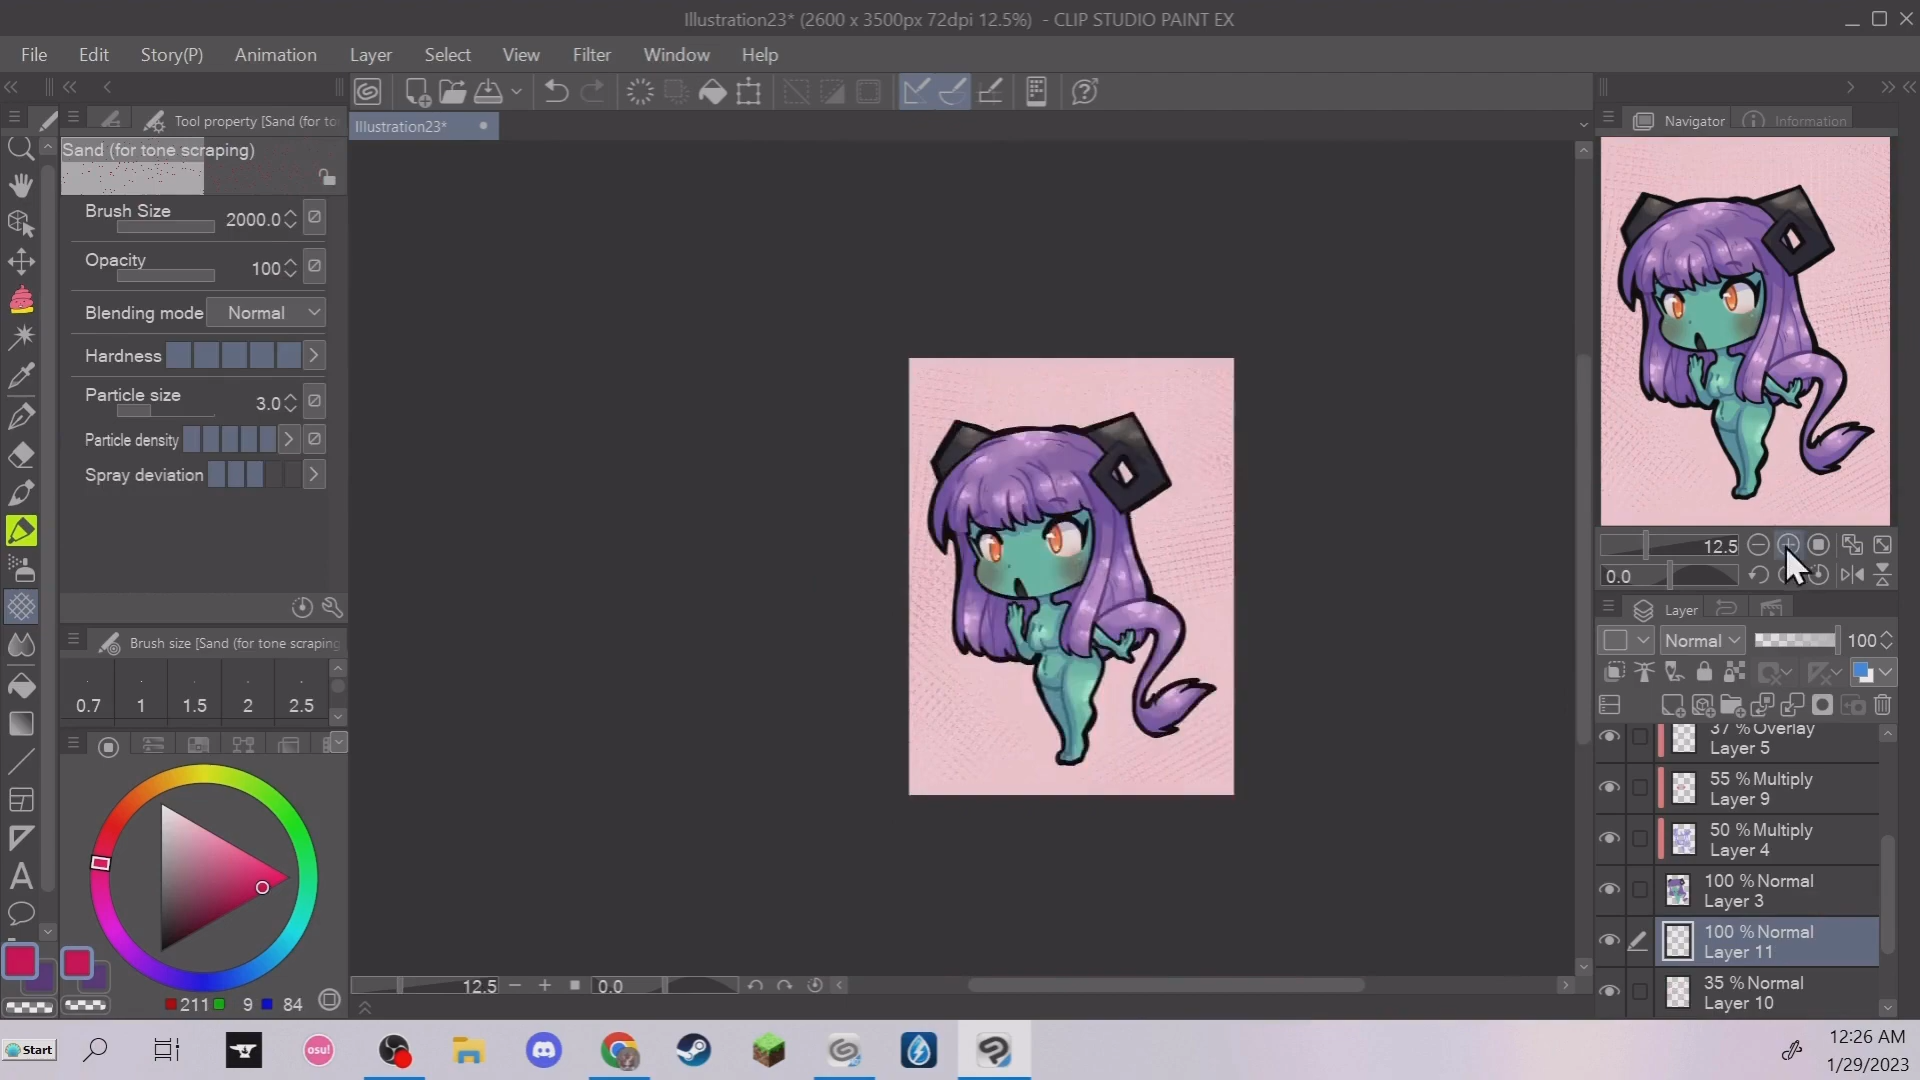 Illustration23* (2600 x 3500px 72dpi 12.5%) - CLIP STUDIO PAINT EX
File Edit Story(P) Animation Layer Select View Filter Window Help
Tool property [Sand (for to
Illustration23*
Navigator Information
Sand (for tone scraping)
Brush Size 2000.0
Opacity 100
Blending mode Normal
Hardness
Particle size 3.0
Particle density
Spray deviation
12.5
0.0
Brush size [Sand (for tone scraping
0.7 1 1.5 2 2.5
Layer
Normal 100
37 % Overlay
Layer 5
55 % Multiply
Layer 9
50 % Multiply
Layer 4
100 % Normal
Layer 3
100 % Normal
Layer 11
35 % Normal
Layer 10
211 9 84
12.5 0.0
Start
osu!
12:26 AM
1/29/2023